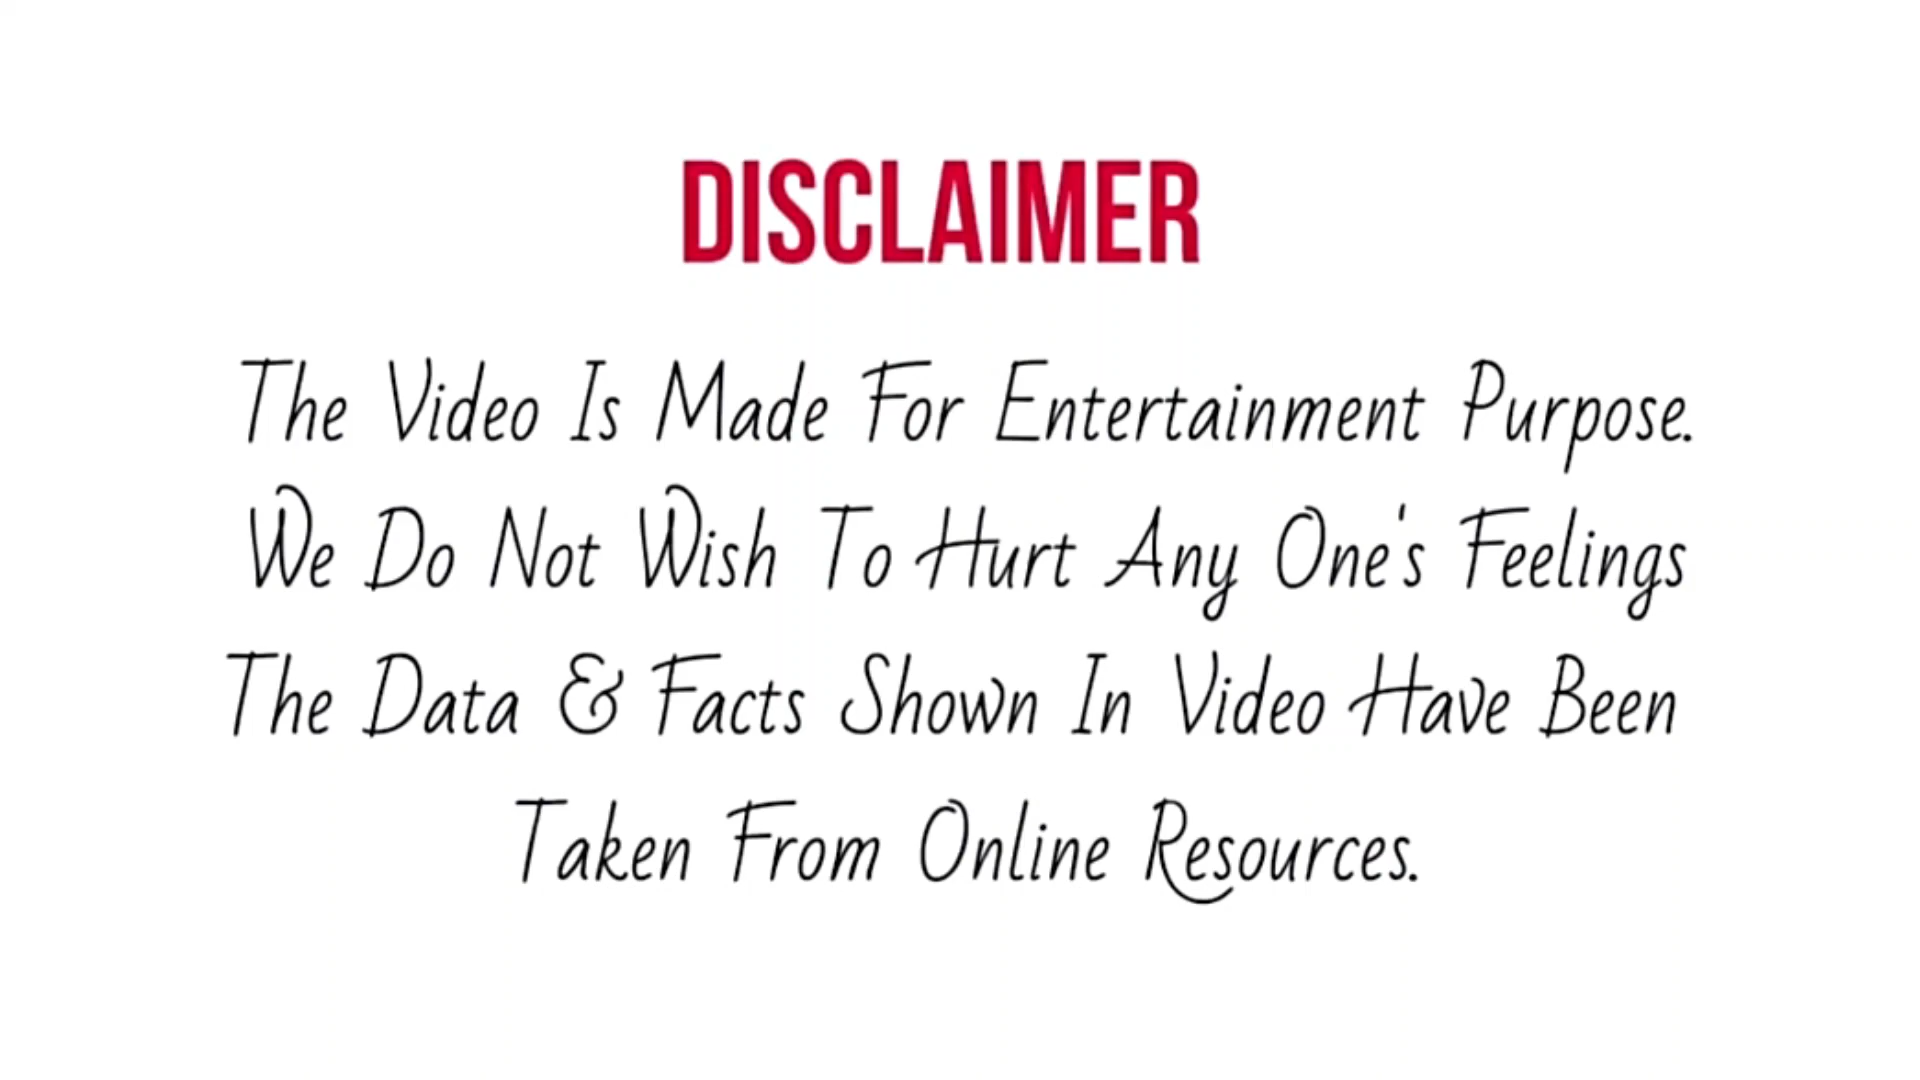 DISCLAIMER
The Video Is Made For Entertainment Purpose.
We Do Not Wish To Hurt Any One's Feelings
The Data & Facts Shown In Video Have Been
Taken From Online Resources.